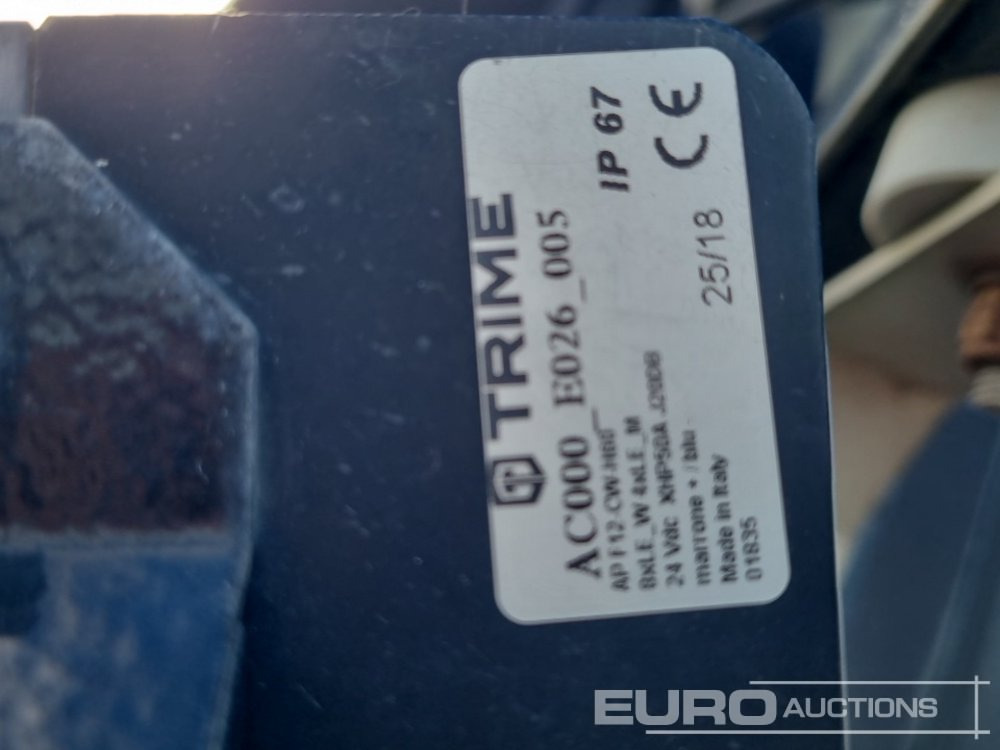 TRIME
AC000_E026_005
AP F12-CW-H60
8xLE_W 4xLE_M
24 Vdc XHP50A J20DB
marrone + / blu -
Made in Italy
01835
IP 67
CE
25/18
EURO AUCTIONS